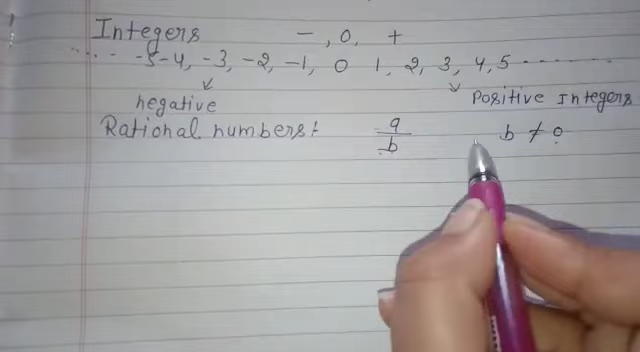 Integers -, 0, +
..... -5 -4, -3, -2, -1, 0 1, 2, 3, 4, 5 ........
negative Positive Integers
Rational numbers: a/b b ≠ 0